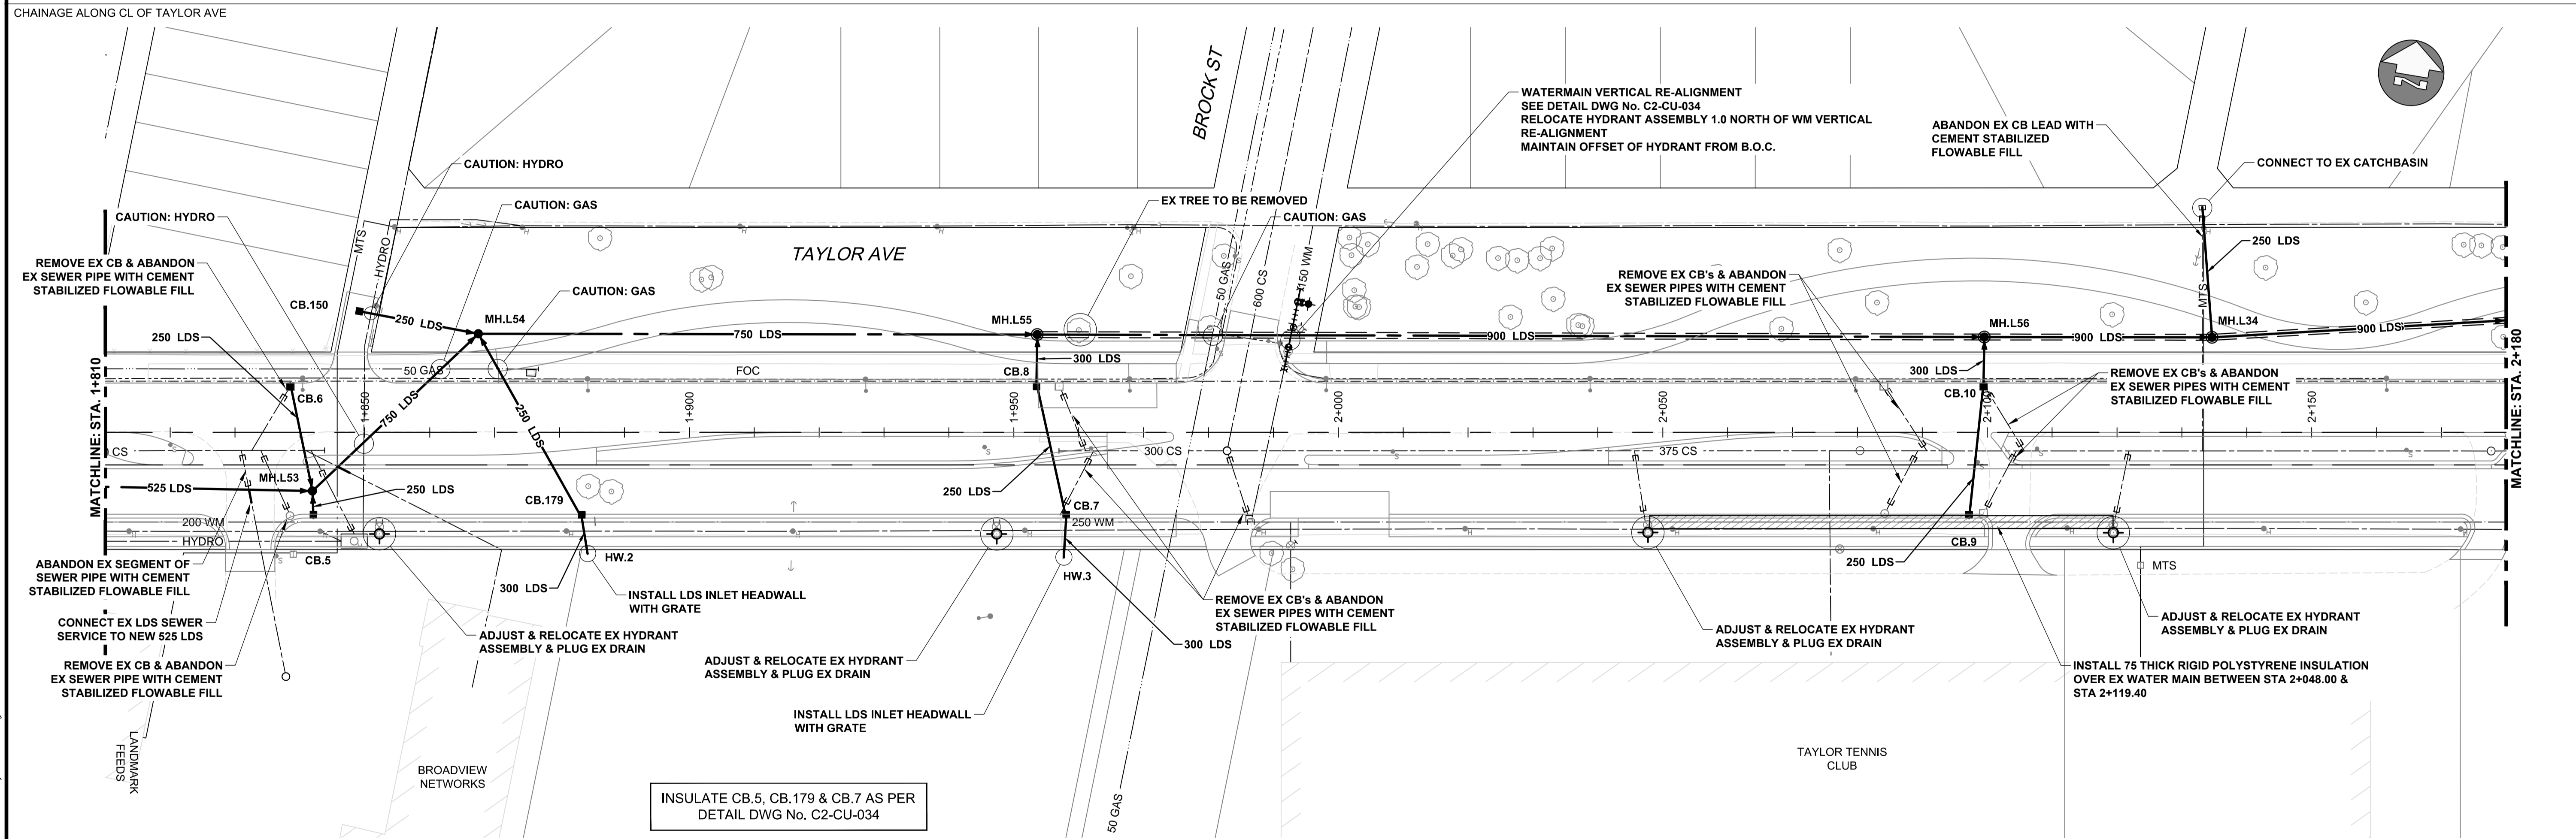 CHAINAGE ALONG CL OF TAYLOR AVE
BROCK ST
TAYLOR AVE
WATERMAIN VERTICAL RE-ALIGNMENT
SEE DETAIL DWG No. C2-CU-034
RELOCATE HYDRANT ASSEMBLY 1.0 NORTH OF WM VERTICAL
RE-ALIGNMENT
MAINTAIN OFFSET OF HYDRANT FROM B.O.C.
ABANDON EX CB LEAD WITH
CEMENT STABILIZED
FLOWABLE FILL
N
CONNECT TO EX CATCHBASIN
CAUTION: HYDRO
CAUTION: GAS
EX TREE TO BE REMOVED
CAUTION: GAS
CAUTION: HYDRO
MTS
HYDRO
REMOVE EX CB & ABANDON
EX SEWER PIPE WITH CEMENT
STABILIZED FLOWABLE FILL
CAUTION: GAS
50 GAS
600 CS
150 WM
REMOVE EX CB's & ABANDON
EX SEWER PIPES WITH CEMENT
STABILIZED FLOWABLE FILL
250 LDS
MTS
CB.150
250 LDS
MH.L54
750 LDS
MH.L55
900 LDS
MH.L56
900 LDS
MH.L34
900 LDS
250 LDS
300 LDS
CB.8
50 GAS
FOC
300 LDS
CB.10
REMOVE EX CB's & ABANDON
EX SEWER PIPES WITH CEMENT
STABILIZED FLOWABLE FILL
CB.6
750 LDS
250 LDS
1+850
1+900
1+950
2+000
2+050
2+100
2+150
MATCHLINE: STA. 1+810
MATCHLINE: STA. 2+180
CS
300 CS
375 CS
MH.L53
525 LDS
250 LDS
CB.179
250 LDS
CB.7
200 WM
250 WM
HYDRO
CB.5
HW.2
HW.3
CB.9
250 LDS
MTS
ABANDON EX SEGMENT OF
SEWER PIPE WITH CEMENT
STABILIZED FLOWABLE FILL
300 LDS
INSTALL LDS INLET HEADWALL
WITH GRATE
REMOVE EX CB's & ABANDON
EX SEWER PIPES WITH CEMENT
STABILIZED FLOWABLE FILL
CONNECT EX LDS SEWER
SERVICE TO NEW 525 LDS
ADJUST & RELOCATE EX HYDRANT
ASSEMBLY & PLUG EX DRAIN
300 LDS
ADJUST & RELOCATE EX HYDRANT
ASSEMBLY & PLUG EX DRAIN
ADJUST & RELOCATE EX HYDRANT
ASSEMBLY & PLUG EX DRAIN
REMOVE EX CB & ABANDON
EX SEWER PIPE WITH CEMENT
STABILIZED FLOWABLE FILL
ADJUST & RELOCATE EX HYDRANT
ASSEMBLY & PLUG EX DRAIN
INSTALL 75 THICK RIGID POLYSTYRENE INSULATION
OVER EX WATER MAIN BETWEEN STA 2+048.00 &
STA 2+119.40
INSTALL LDS INLET HEADWALL
WITH GRATE
LANDMARK
FEEDS
BROADVIEW
NETWORKS
TAYLOR TENNIS
CLUB
50 GAS
INSULATE CB.5, CB.179 & CB.7 AS PER
DETAIL DWG No. C2-CU-034